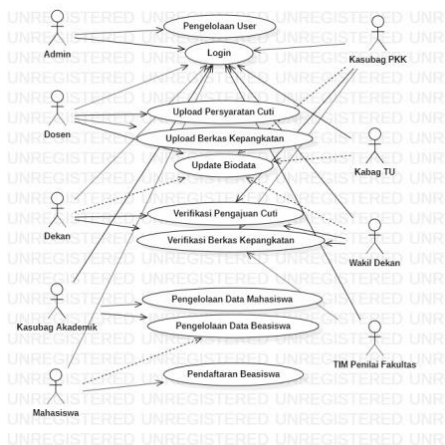 Pengelolaan User
Admin
Login
Kasubag PKK
Upload Persyaratan Cuti
Dosen
Upload Berkas Kepangkatan
Update Biodata
Kabag TU
Verifikasi Pengajuan Cuti
Dekan
Verifikasi Berkas Kepangkatan
Wakil Dekan
Pengelolaan Data Mahasiswa
Kasubag Akademik
Pengelolaan Data Beasiswa
TIM Penilai Fakultas
Pendaftaran Beasiswa
Mahasiswa
UNREGISTERED